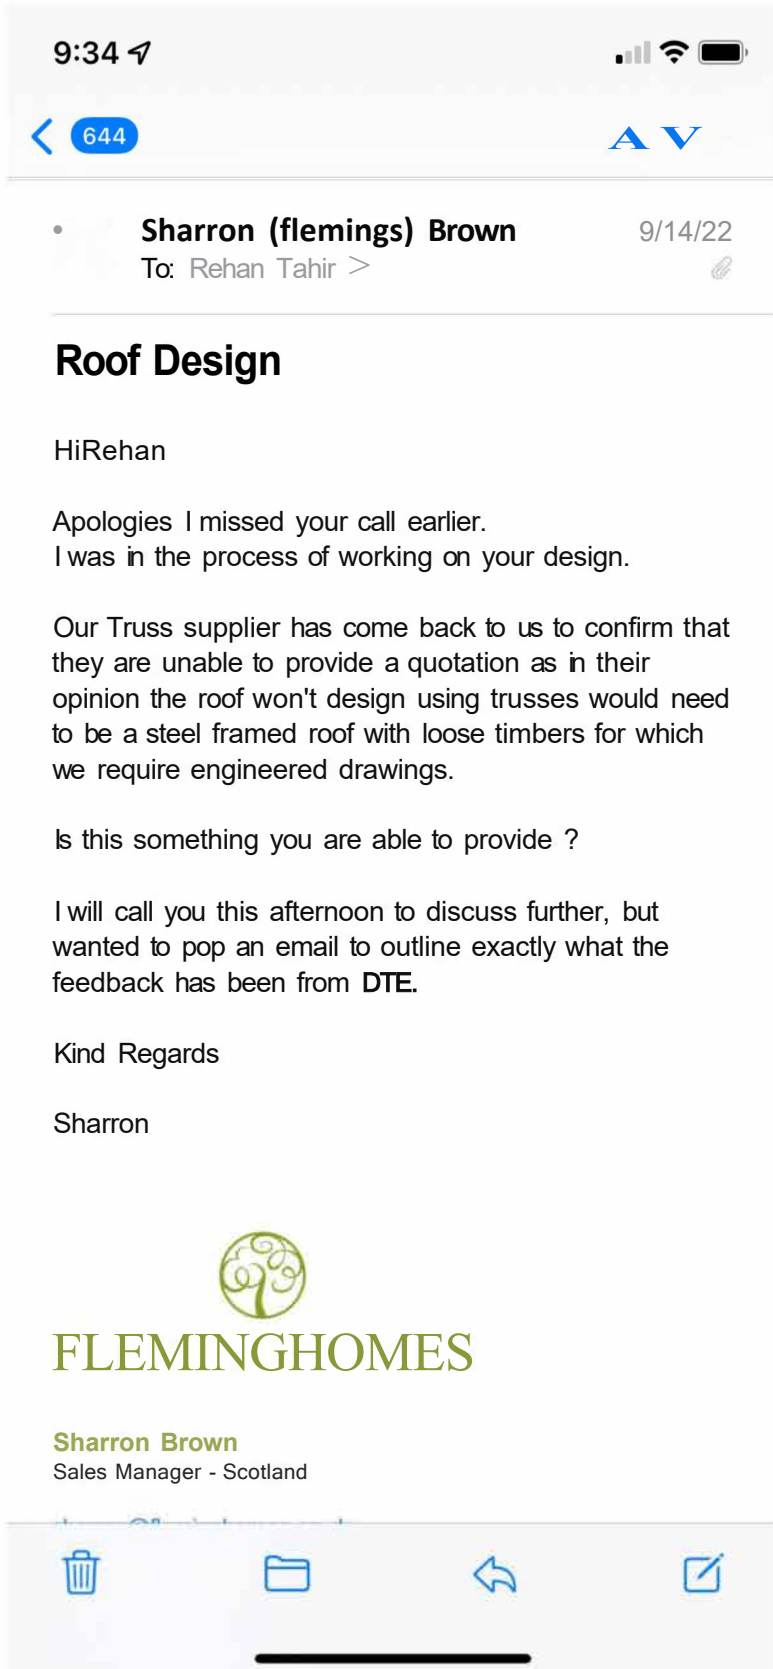 9:34
644
A V
Sharron (flemings) Brown 9/14/22
To: Rehan Tahir >
Roof Design
HiRehan
Apologies I missed your call earlier.
I was in the process of working on your design.
Our Truss supplier has come back to us to confirm that
they are unable to provide a quotation as in their
opinion the roof won't design using trusses would need
to be a steel framed roof with loose timbers for which
we require engineered drawings.
Is this something you are able to provide ?
I will call you this afternoon to discuss further, but
wanted to pop an email to outline exactly what the
feedback has been from DTE.
Kind Regards
Sharron
FLEMINGHOMES
Sharron Brown
Sales Manager - Scotland